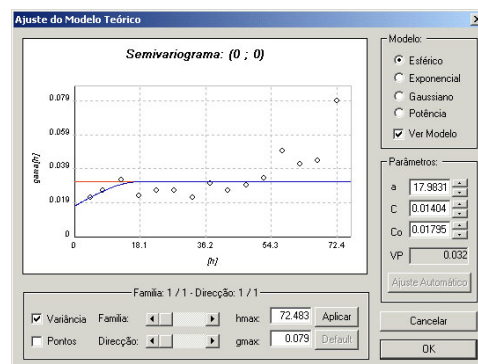 Ajuste do Modelo Teórico
Semivariograma: (0 ; 0)
0.079
0.059
0.039
0.019
0
gama[h]
0
18.1
36.2
54.3
72.4
[h]
Modelo:
Esférico
Exponencial
Gaussiano
Potência
Ver Modelo
Parâmetros:
a 17.9831
C 0.01404
Co 0.01795
VP 0.032
Ajuste Automático
Família: 1 / 1 - Direcção: 1 / 1
Variância Família: hmax: 72.483 Aplicar
Pontos Direcção: gmax: 0.079 Default
Cancelar
OK